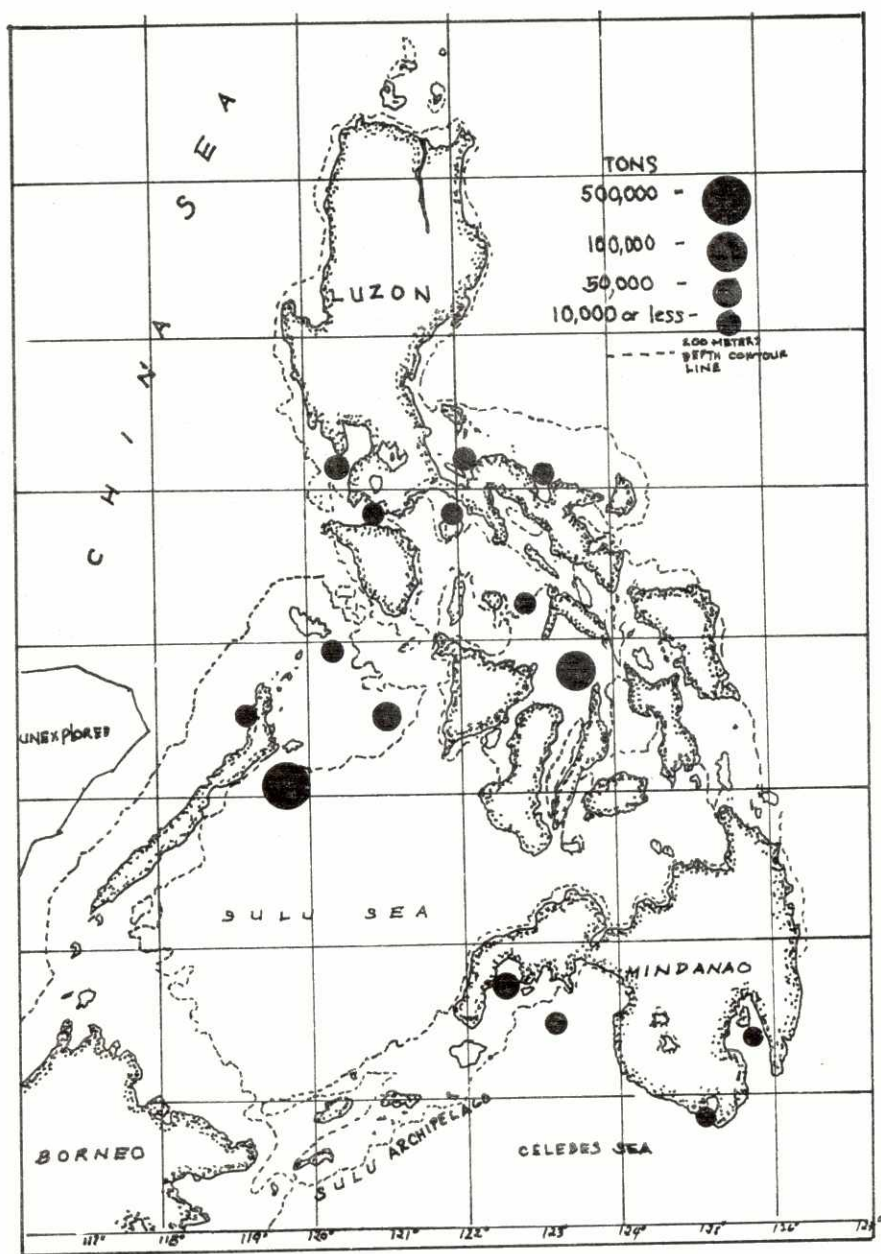 CHINA SEA
TONS
500,000 -
100,000 -
50,000 -
10,000 or less -
200 METERS
DEPTH CONTOUR
LINE
LUZON
UNEXPLORED
SULU SEA
MINDANAO
SULU ARCHIPELAGO
BORNEO
CELEBES SEA
117° 118° 119° 120° 121° 122° 123° 124° 125° 126°